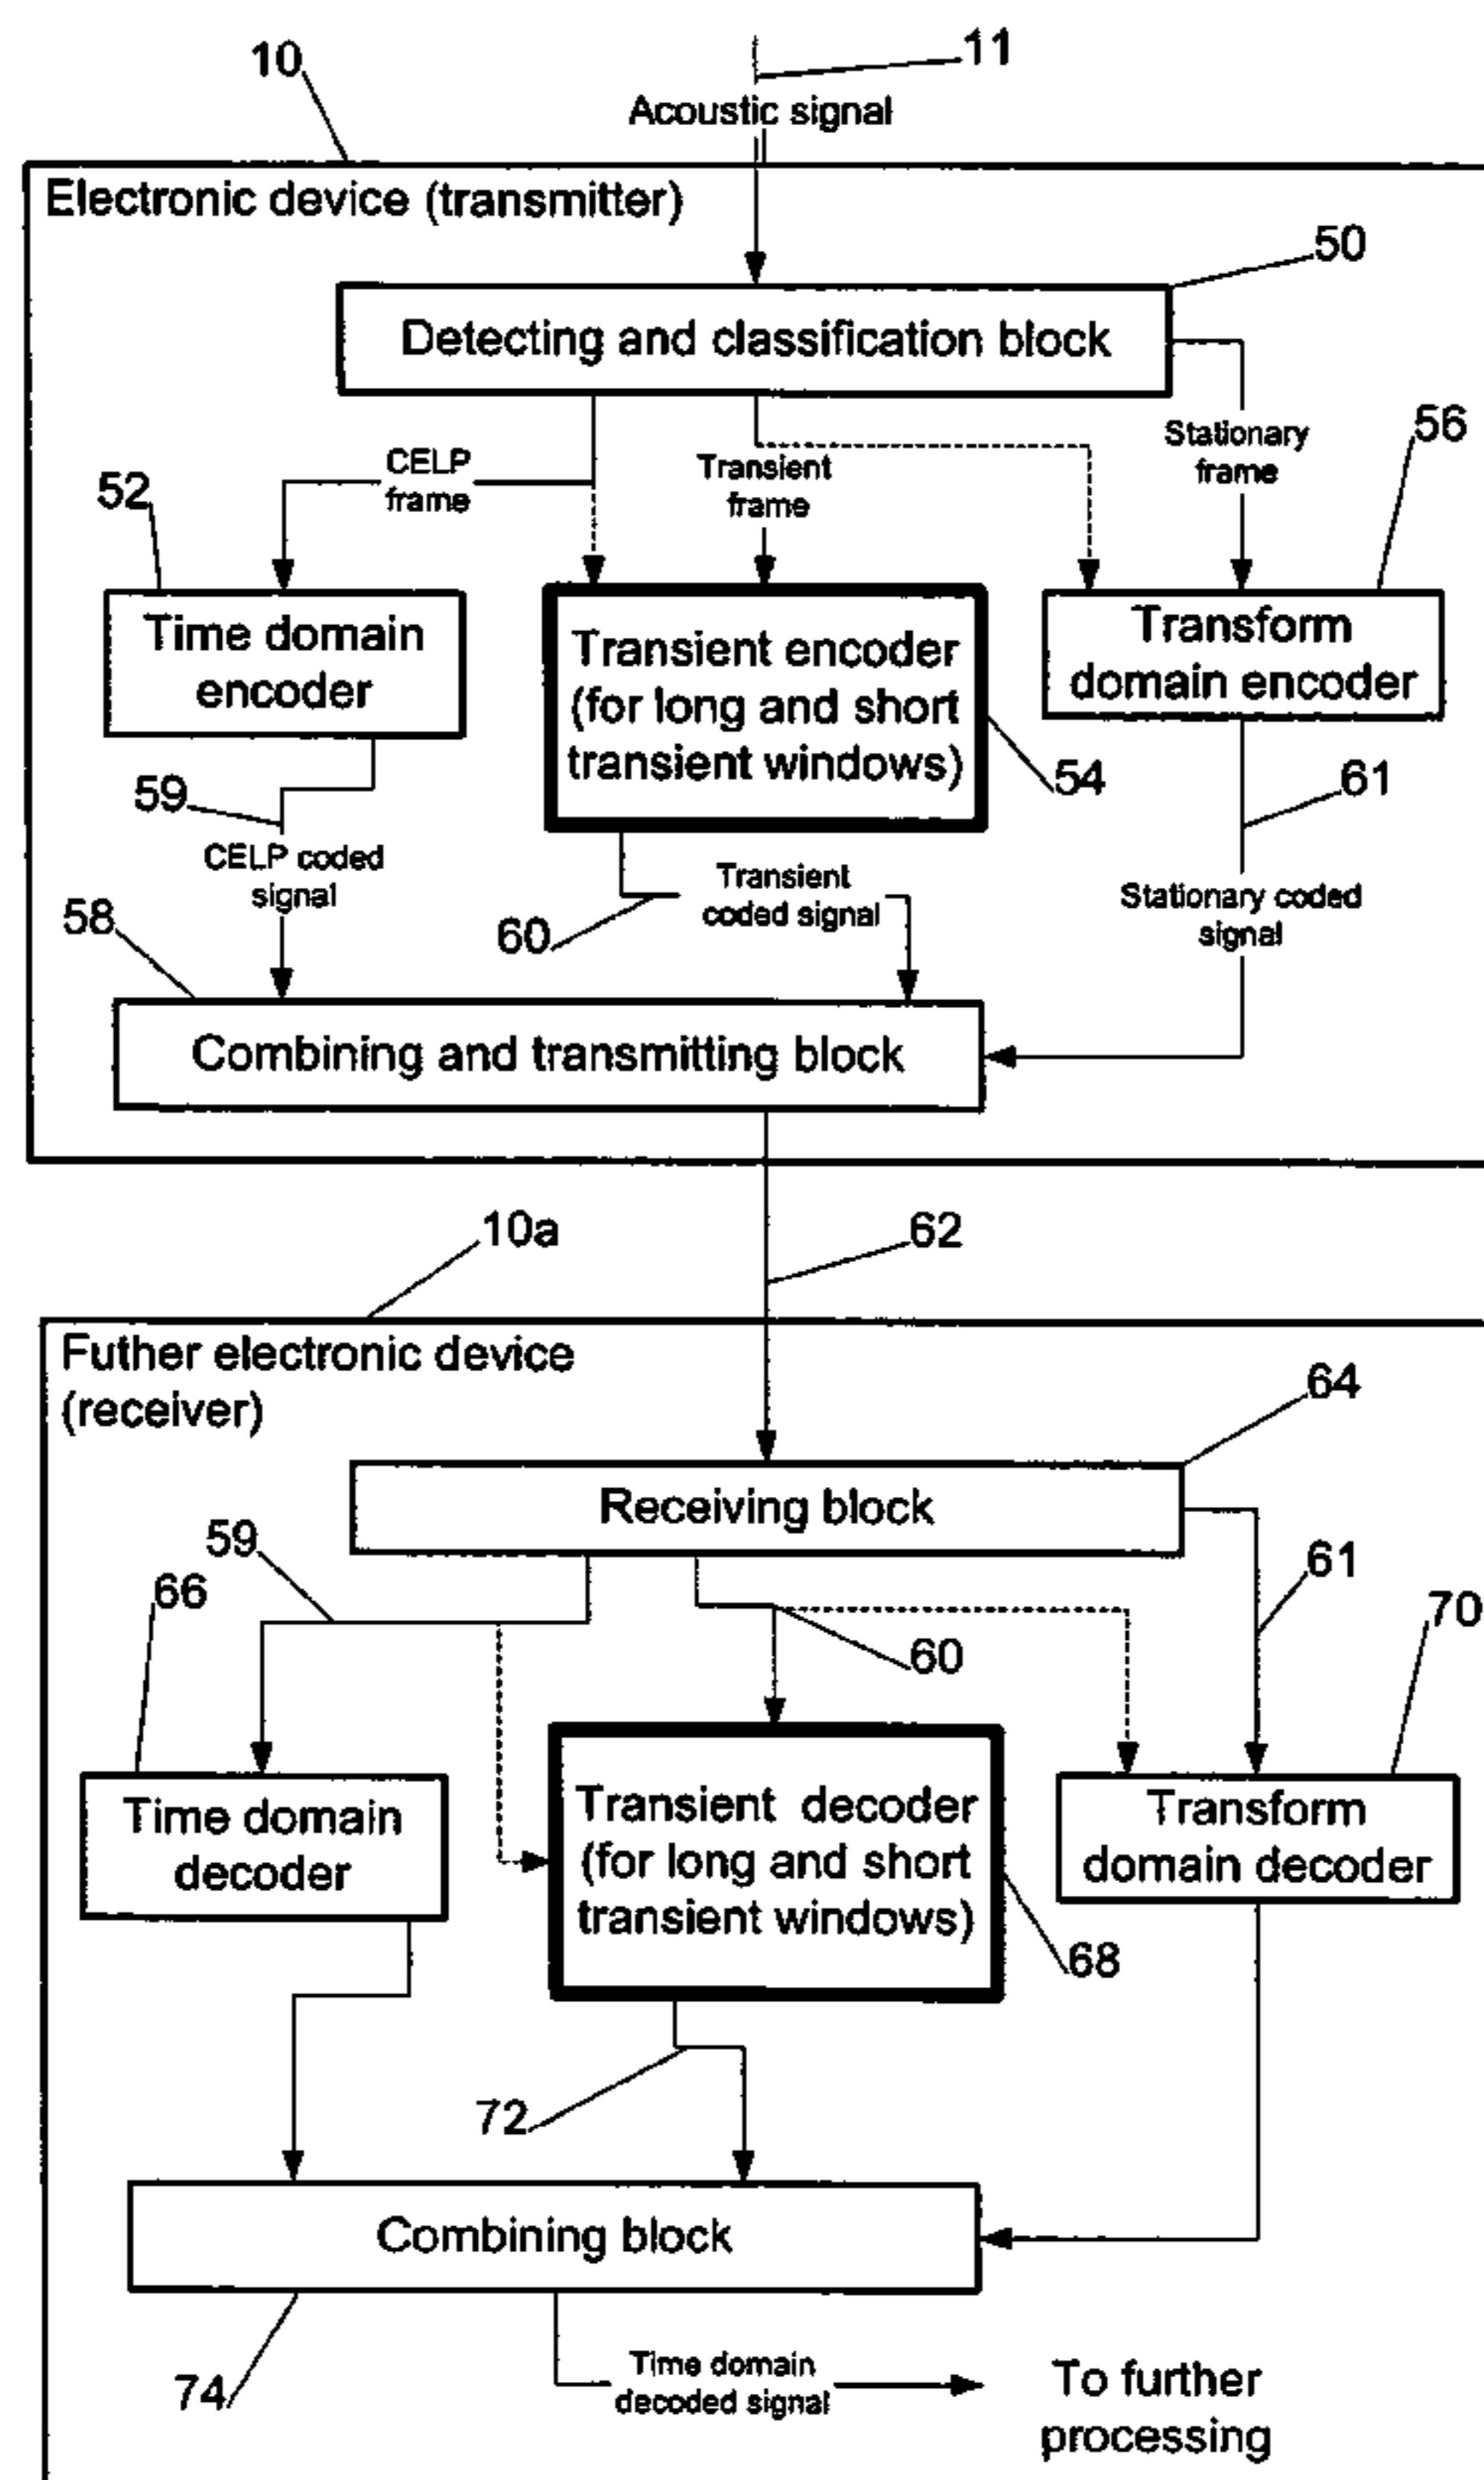 10
11
Acoustic signal
Electronic device (transmitter)
50
Detecting and classification block
CELP
frame
Transient
frame
Stationary
frame
56
52
Time domain
encoder
Transient encoder
(for long and short
transient windows)
Transform
domain encoder
54
59
61
CELP coded
signal
Transient
coded signal
Stationary coded
signal
58
60
Combining and transmitting block
10a
62
Futher electronic device
(receiver)
64
Receiving block
59
66
61
70
60
Time domain
decoder
Transient decoder
(for long and short
transient windows)
Transform
domain decoder
68
72
Combining block
74
Time domain
decoded signal
To further
processing